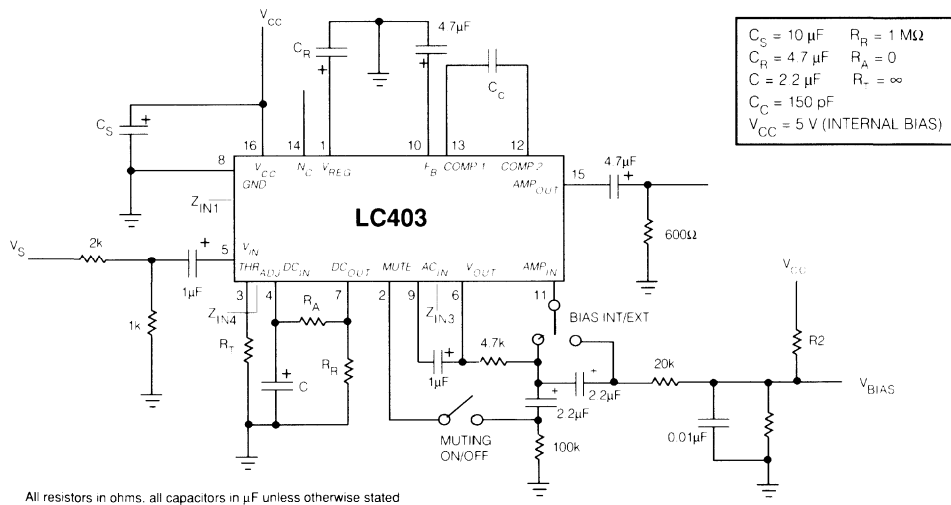 V_CC
C_S = 10 µF R_R = 1 MΩ
C_R = 4.7 µF R_A = 0
C = 2 2 µF R_T = ∞
C_C = 150 pF
V_CC = 5 V (INTERNAL BIAS)
4.7µF
C_R
+
+
C_C
C_S
+
16
14
1
10
13
12
8
V_CC
N_C
V_REG
F_B
COMP 1
COMP 2
GND
AMP_OUT
15
4.7µF
+
Z_IN1
LC403
600Ω
V_S
2k
+
5
V_IN
1µF
THR_ADJ
DC_IN
DC_OUT
MUTE
AC_IN
V_OUT
AMP_IN
3
4
7
2
9
6
11
V_CC
Z_IN4
Z_IN3
BIAS INT/EXT
1k
R_A
4.7k
R2
R_T
+
C
R_R
+
1µF
+
2 2µF
20k
V_BIAS
+
2 2µF
0.01µF
MUTING
ON/OFF
100k
All resistors in ohms. all capacitors in µF unless otherwise stated